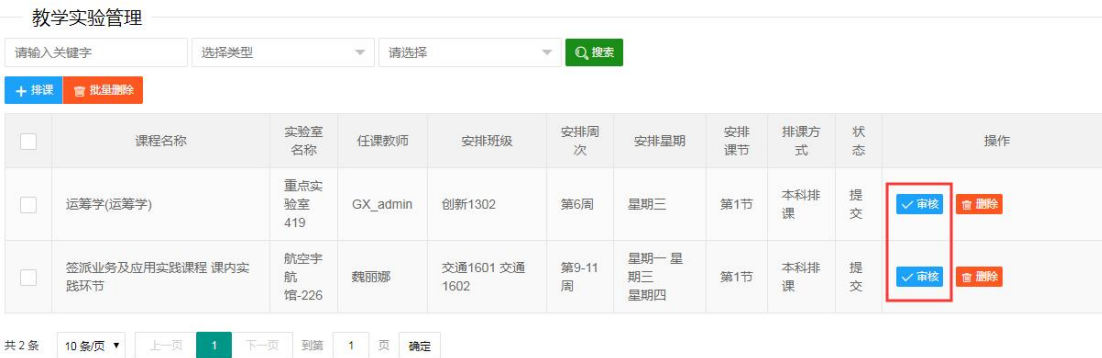 教学实验管理
请输入关键字 选择类型 请选择 搜索
排课 批量删除
课程名称 实验室名称 任课教师 安排班级 安排周次 安排星期 安排课节 排课方式 状态 操作
运筹学(运筹学) 重点实验室419 GX_admin 创新1302 第6周 星期三 第1节 本科排课 提交 审核 删除
签派业务及应用实践课程 课内实践环节 航空宇航馆-226 魏丽娜 交通1601 交通1602 第9-11周 星期一 星期三 星期四 第1节 本科排课 提交 审核 删除
共 2 条 10 条/页 上一页 1 下一页 到第 1 页 确定